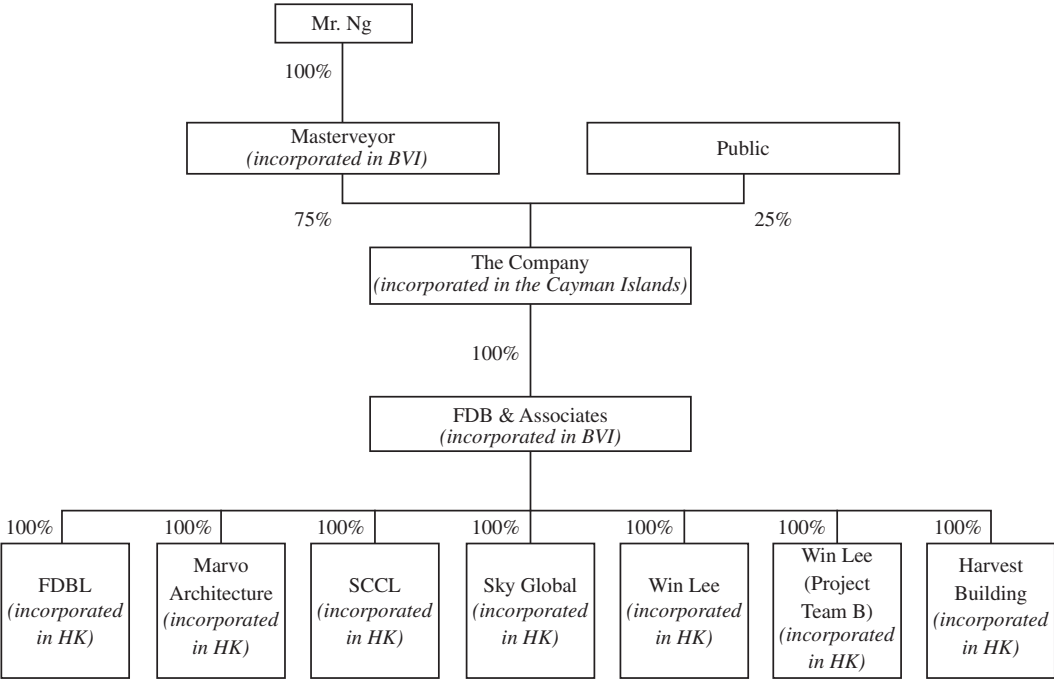 Mr. Ng
100%
Masterveyor
(incorporated in BVI)
Public
75%
25%
The Company
(incorporated in the Cayman Islands)
100%
FDB & Associates
(incorporated in BVI)
100%
100%
100%
100%
100%
100%
100%
FDBL
(incorporated
in HK)
Marvo
Architecture
(incorporated
in HK)
SCCL
(incorporated
in HK)
Sky Global
(incorporated
in HK)
Win Lee
(incorporated
in HK)
Win Lee
(Project
Team B)
(incorporated
in HK)
Harvest
Building
(incorporated
in HK)